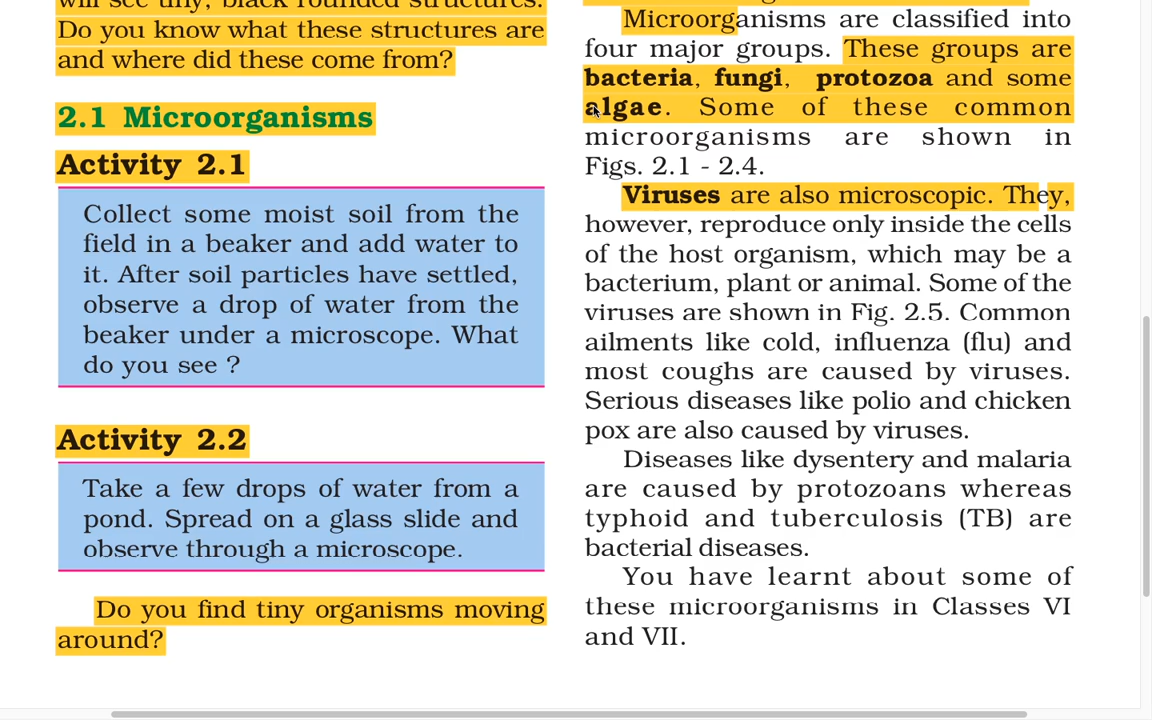 will see tiny, black rounded structures.
Do you know what these structures are
and where did these come from?
2.1 Microorganisms
Activity 2.1
Collect some moist soil from the
field in a beaker and add water to
it. After soil particles have settled,
observe a drop of water from the
beaker under a microscope. What
do you see ?
Activity 2.2
Take a few drops of water from a
pond. Spread on a glass slide and
observe through a microscope.
Do you find tiny organisms moving
around?
Microorganisms are classified into
four major groups. These groups are
bacteria, fungi, protozoa and some
algae. Some of these common
microorganisms are shown in
Figs. 2.1 - 2.4.
Viruses are also microscopic. They,
however, reproduce only inside the cells
of the host organism, which may be a
bacterium, plant or animal. Some of the
viruses are shown in Fig. 2.5. Common
ailments like cold, influenza (flu) and
most coughs are caused by viruses.
Serious diseases like polio and chicken
pox are also caused by viruses.
Diseases like dysentery and malaria
are caused by protozoans whereas
typhoid and tuberculosis (TB) are
bacterial diseases.
You have learnt about some of
these microorganisms in Classes VI
and VII.